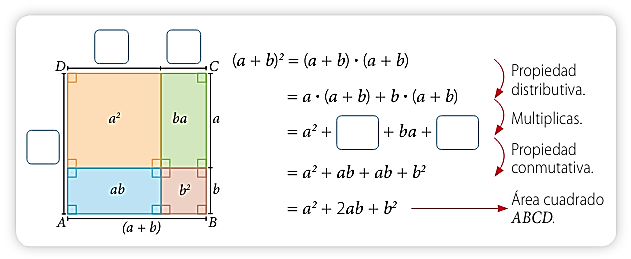 D C
a² ba a
ab b² b
A (a + b) B
(a + b)² = (a + b) • (a + b)
= a • (a + b) + b • (a + b)
= a² + + ba +
= a² + ab + ab + b²
= a² + 2ab + b²
Propiedad
distributiva.
Multiplicas.
Propiedad
conmutativa.
Área cuadrado
ABCD.